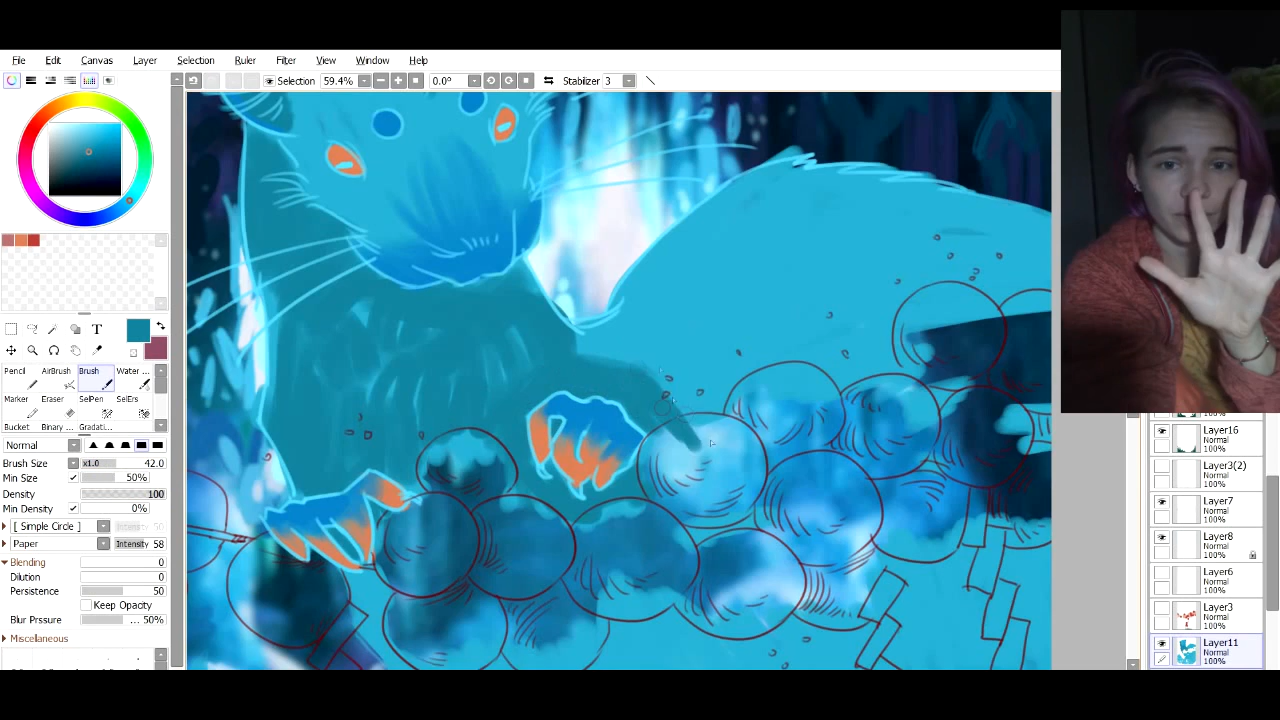 File Edit Canvas Layer Selection Ruler Filter View Window Help
Selection 59.4% 0.0° Stabilizer 3
T
Pencil AirBrush Brush Water ...
Marker Eraser SelPen SelErs
Bucket Binary ... Gradati...
Normal
Brush Size x1.0 42.0
Min Size 50%
Density 100
Min Density 0%
[ Simple Circle ] Intensity
Paper Intensity 58
Blending 0
Dilution 0
Persistence 50
Keep Opacity
Blur Prssure ... 50%
Miscellaneous
100%
Layer16
Normal
100%
Layer3(2)
Normal
100%
Layer7
Normal
100%
Layer8
Normal
100%
Layer6
Normal
100%
Layer3
Normal
100%
Layer11
Normal
100%